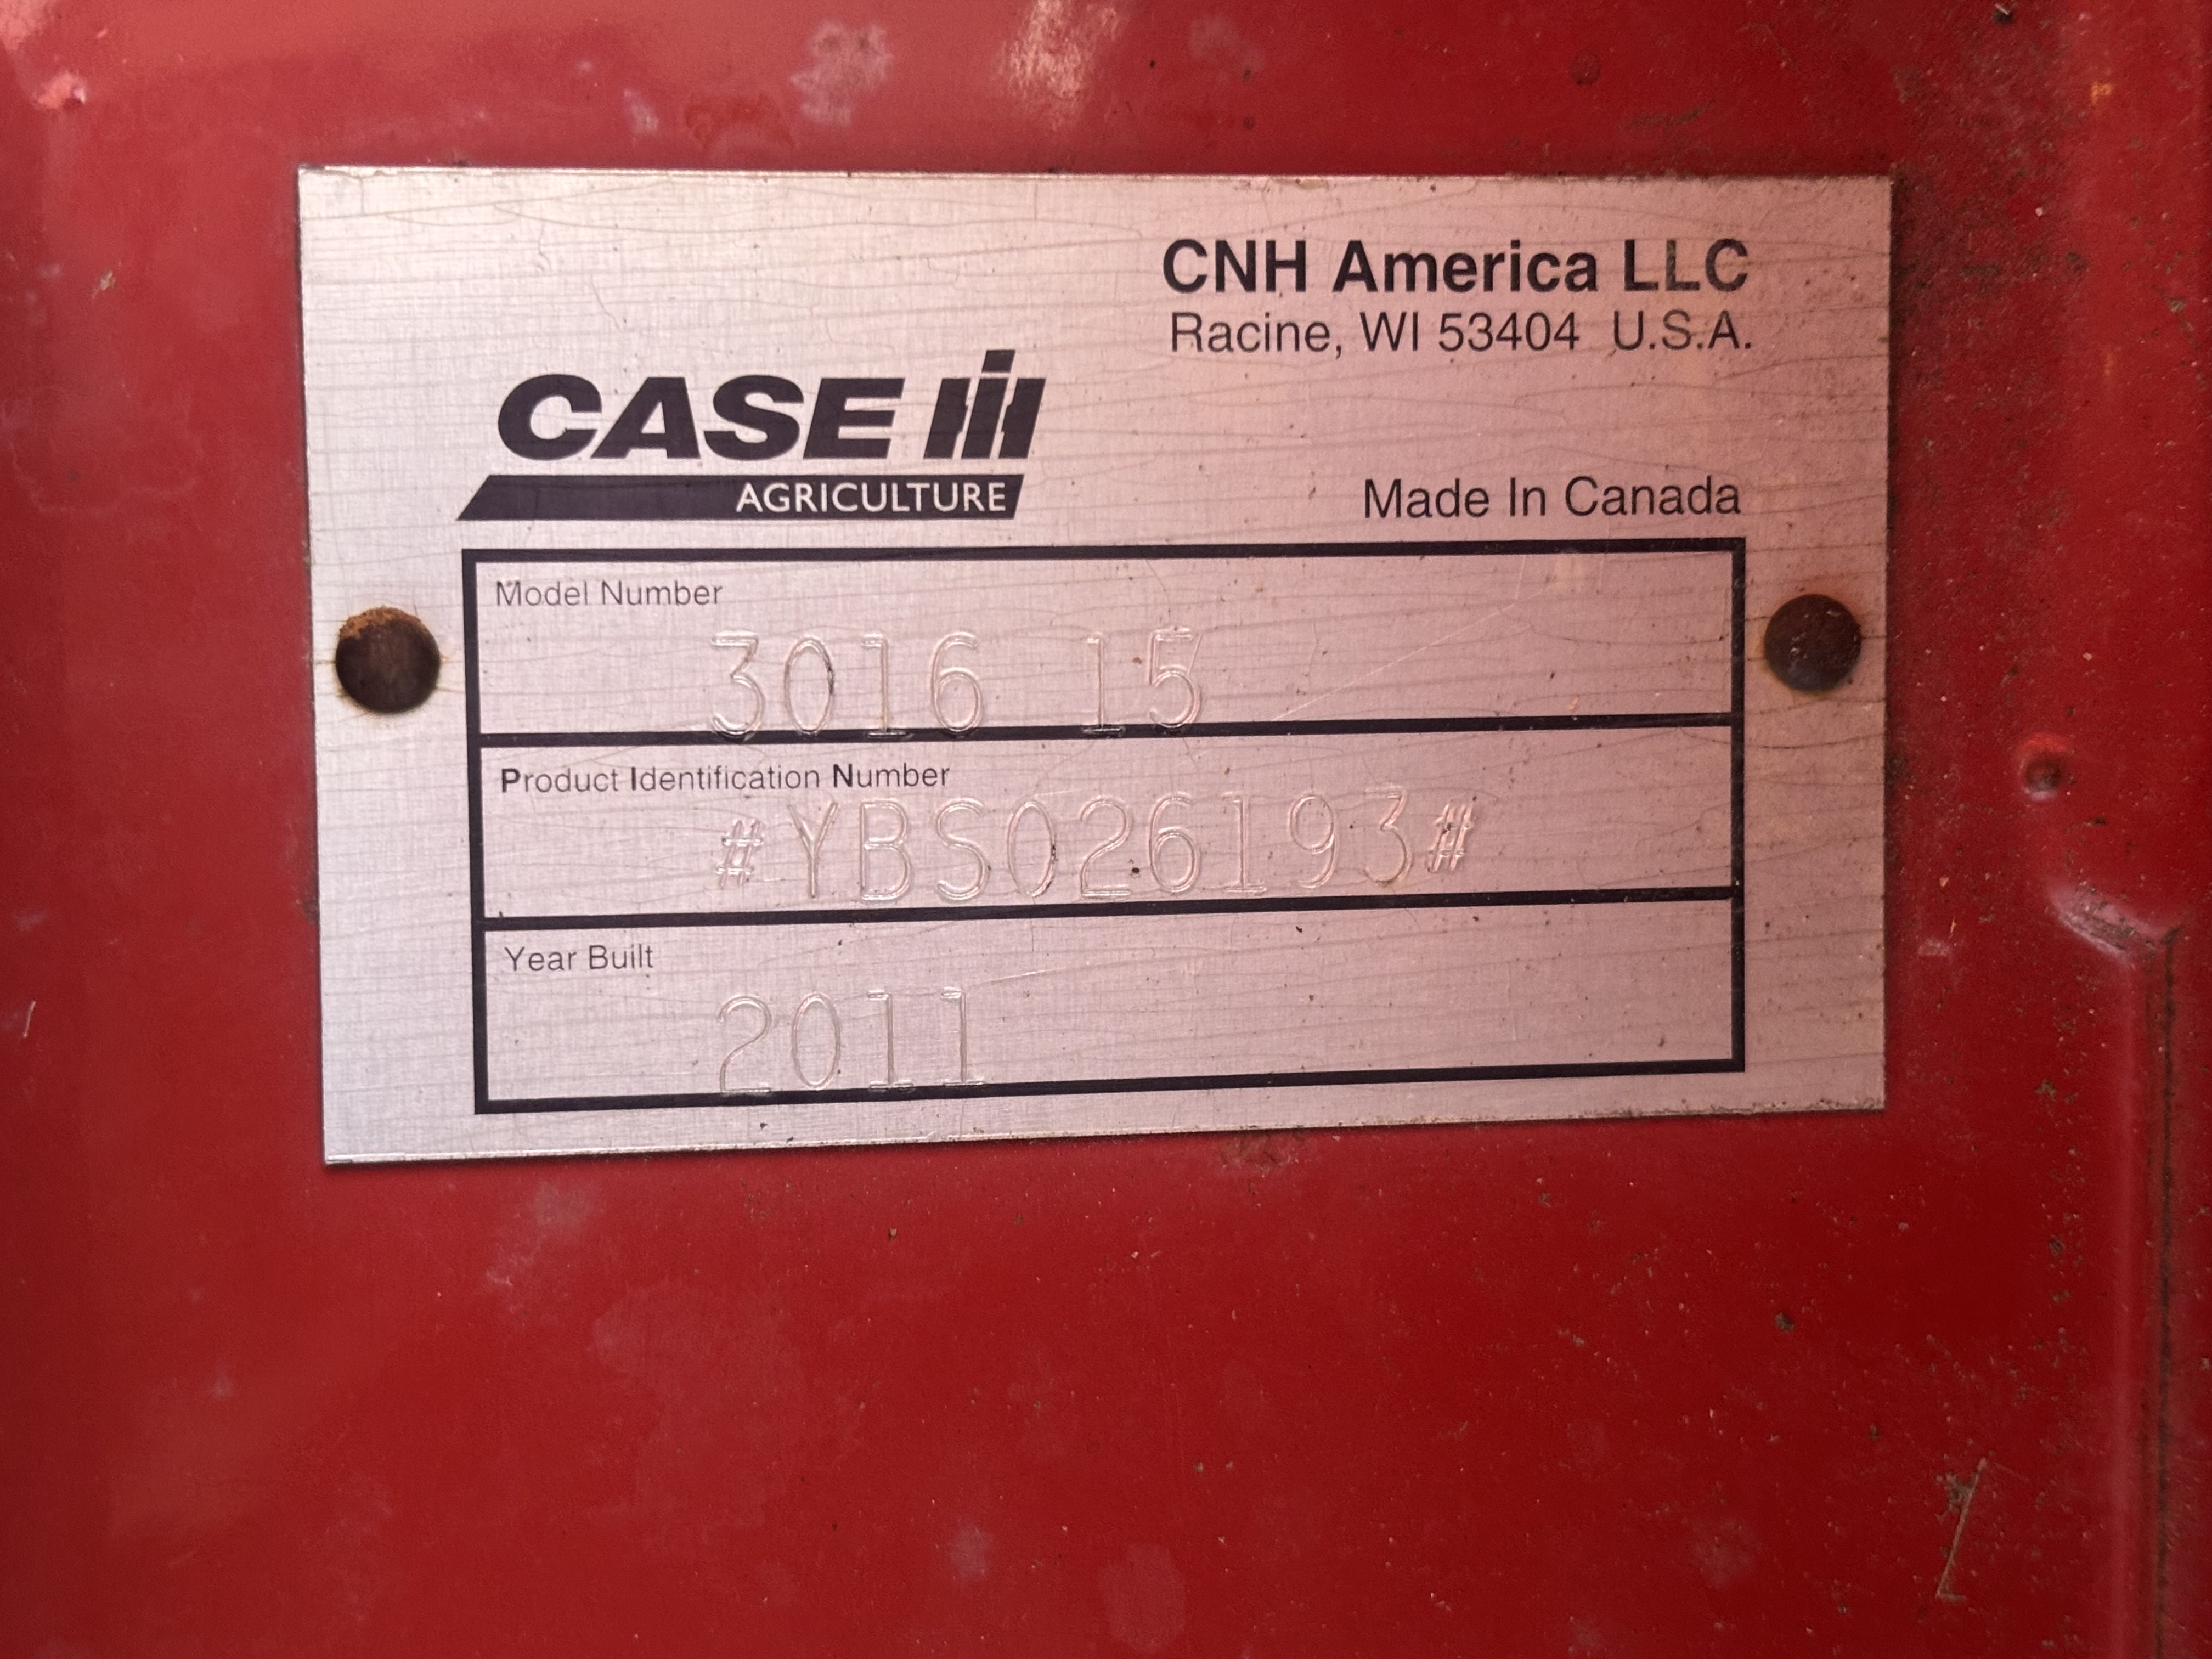 CNH America LLC
Racine, WI 53404 U.S.A.
CASE IH
AGRICULTURE
Made In Canada
Model Number
3016 15
Product Identification Number
#YBS026193#
Year Built
2011